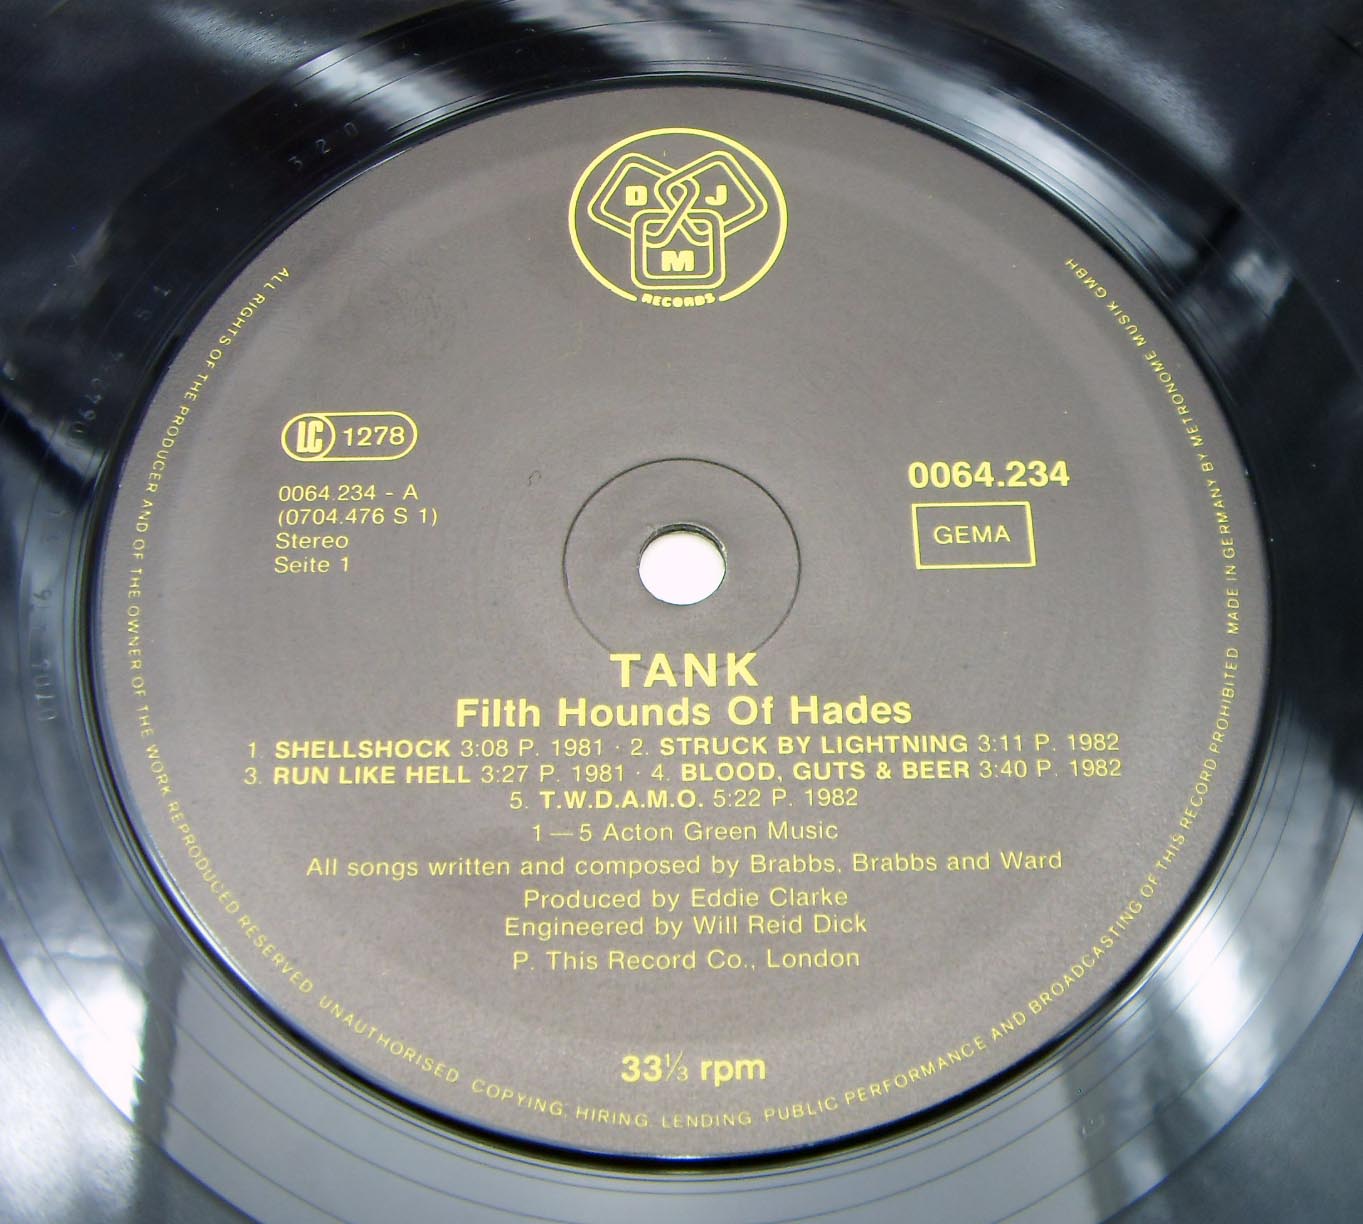 D J
M
RECORDS
LC 1278
0064.234 - A
(0704.476 S 1)
Stereo
Seite 1
0064.234
GEMA
TANK
Filth Hounds Of Hades
1. SHELLSHOCK 3:08 P. 1981 · 2. STRUCK BY LIGHTNING 3:11 P. 1982
3. RUN LIKE HELL 3:27 P. 1981 · 4. BLOOD, GUTS & BEER 3:40 P. 1982
5. T.W.D.A.M.O. 5:22 P. 1982
1 — 5 Acton Green Music
All songs written and composed by Brabbs, Brabbs and Ward
Produced by Eddie Clarke
Engineered by Will Reid Dick
P. This Record Co., London
33⅓ rpm
ALL RIGHTS OF THE PRODUCER AND OF THE OWNER OF THE WORK REPRODUCED RESERVED UNAUTHORISED COPYING, HIRING, LENDING, PUBLIC PERFORMANCE AND BROADCASTING OF THIS RECORD PROHIBITED MADE IN GERMANY BY METRONOME MUSIK GMBH
320